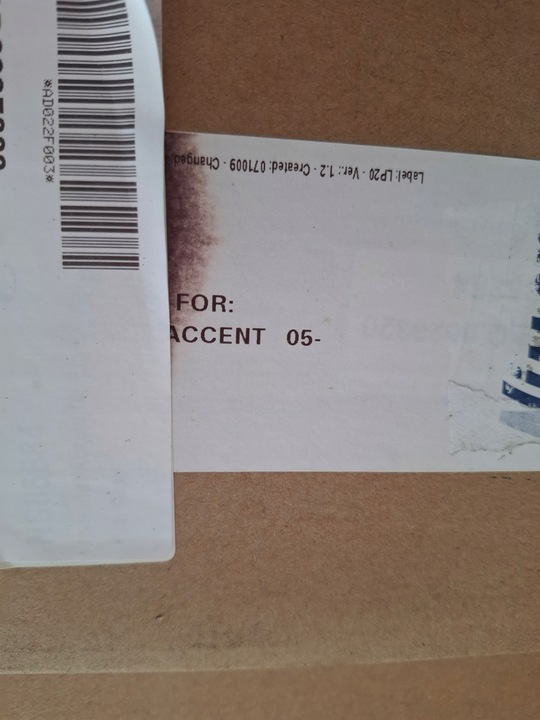 *AD022F003*
Label: LP20 - Ver.: 1.2 - Created: 071009 - Changed
FOR:
ACCENT 05-